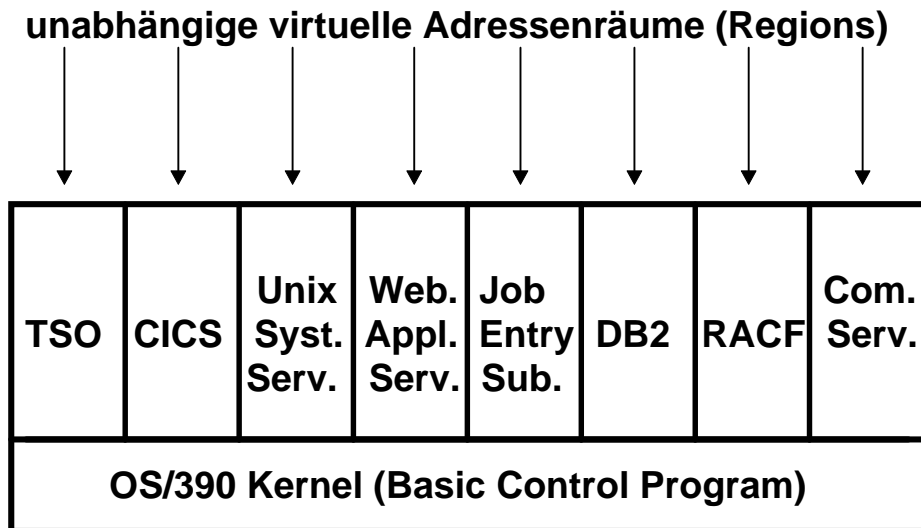 unabhängige virtuelle Adressenräume (Regions)
TSO
CICS
Unix
Syst.
Serv.
Web.
Appl.
Serv.
Job
Entry
Sub.
DB2
RACF
Com.
Serv.
OS/390 Kernel (Basic Control Program)